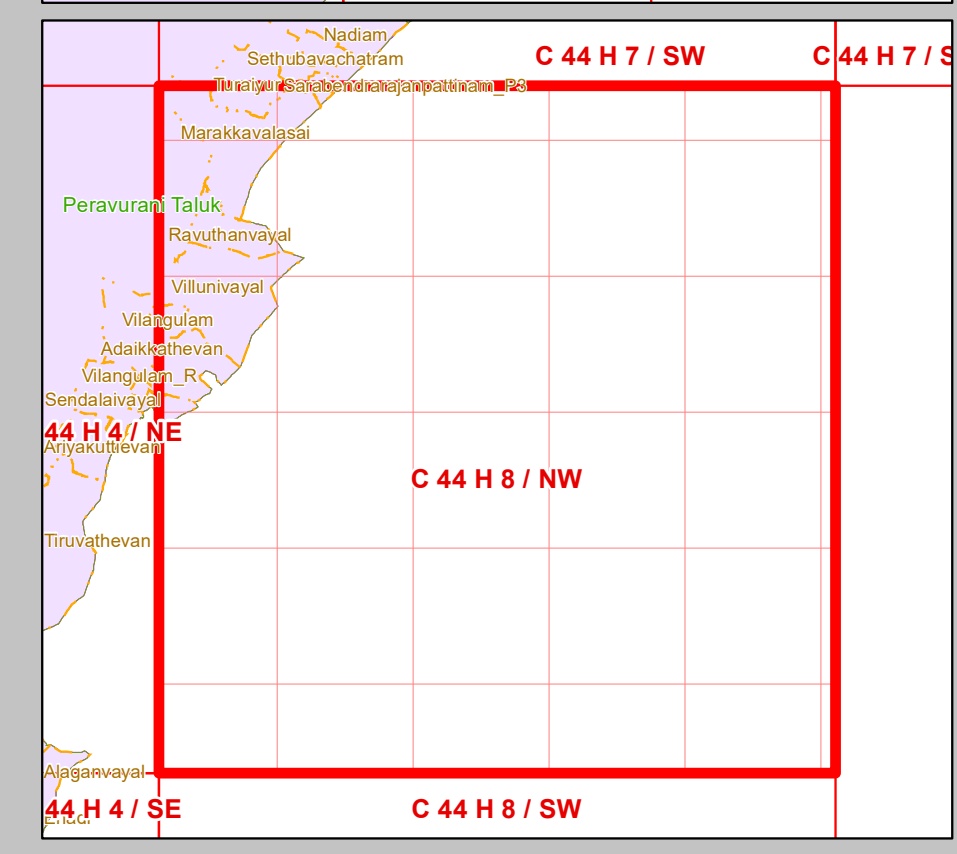 Nadiam
C 44 H 7 / SW
C 44 H 7 / S
Sethubavachatram
Turaiyur
Sarabendrarajanpattinam_P3
Marakkavalasai
Peravurani Taluk
Ravuthanvayal
Villunivayal
Vilangulam
Adaikkathevan
Vilangulam_R
Sendalaivayal
44 H 4 / NE
Ariyakuttievan
C 44 H 8 / NW
Tiruvathevan
Alaganvayal
44 H 4 / SE
C 44 H 8 / SW